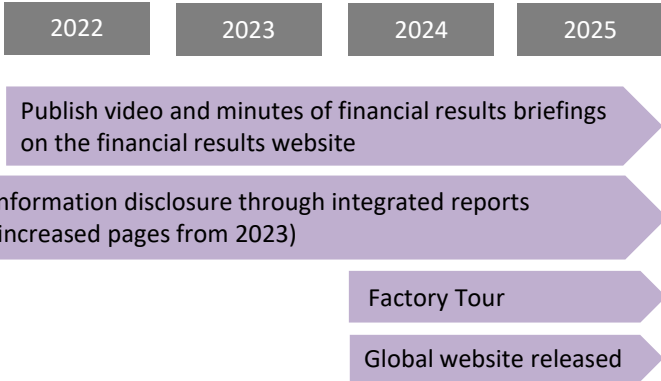 2022
2023
2024
2025
Publish video and minutes of financial results briefings
on the financial results website
nformation disclosure through integrated reports
increased pages from 2023)
Factory Tour
Global website released